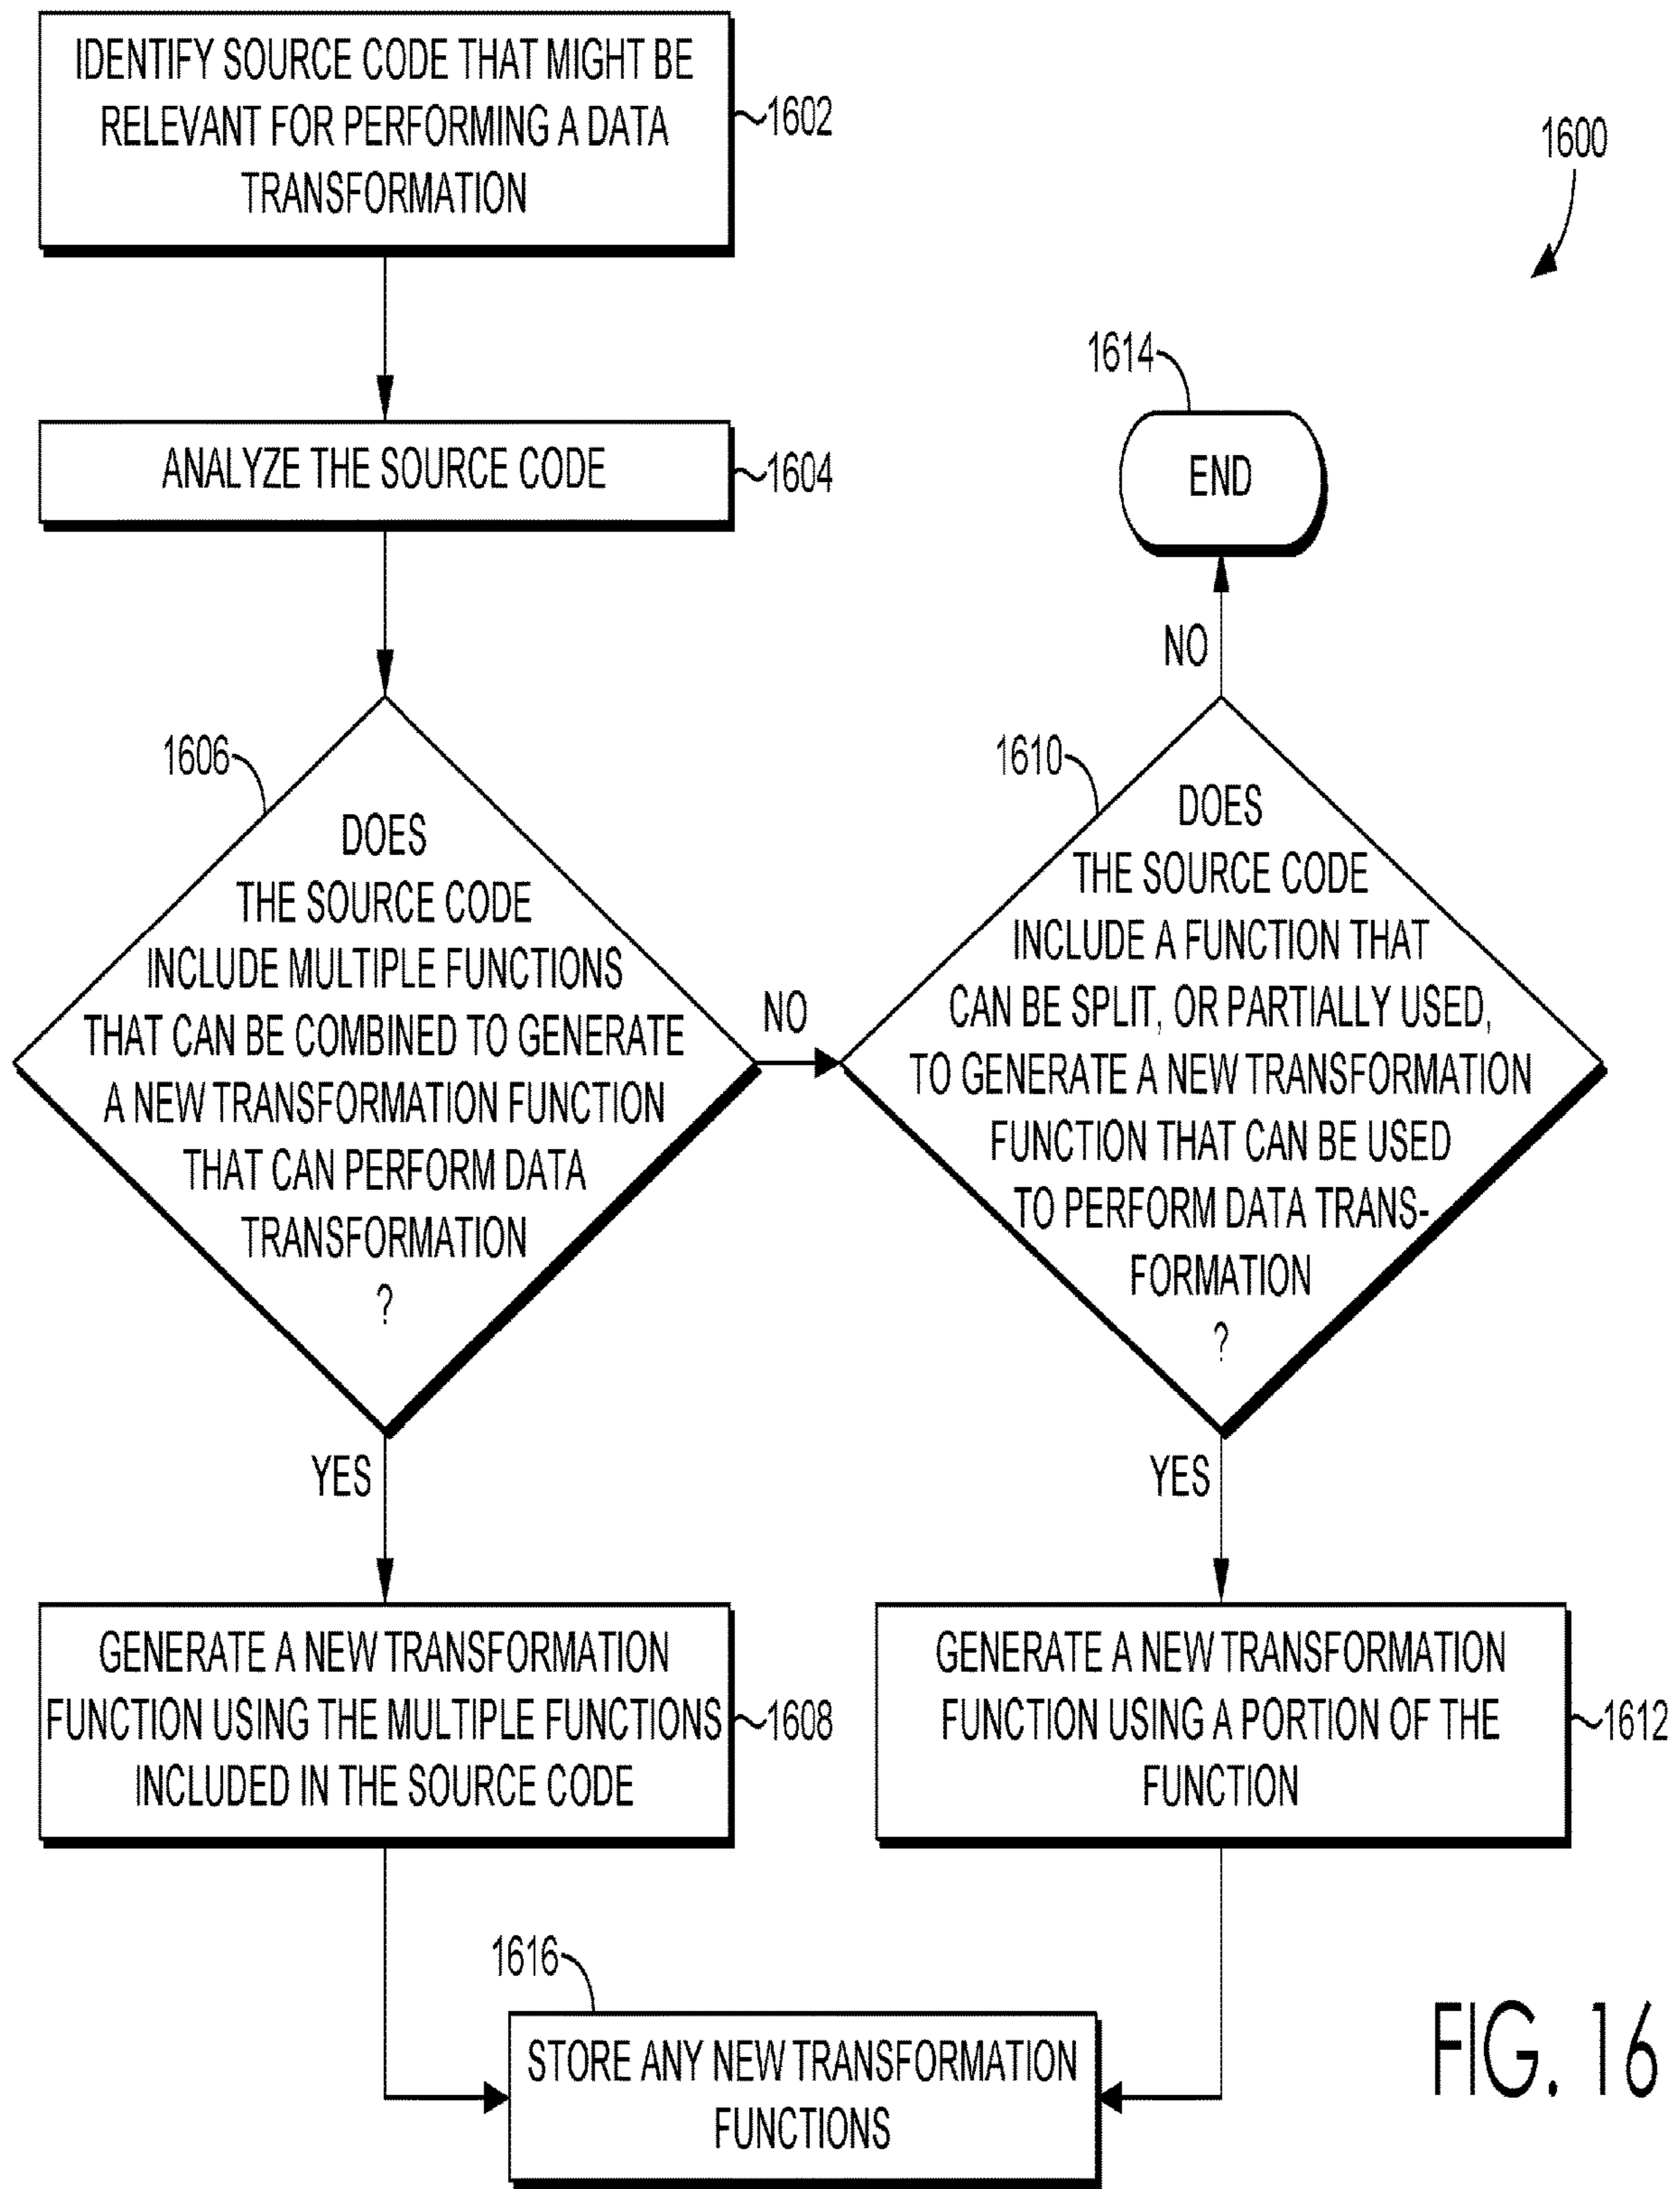 IDENTIFY SOURCE CODE THAT MIGHT BE
RELEVANT FOR PERFORMING A DATA
TRANSFORMATION
1602
1600
ANALYZE THE SOURCE CODE
1604
1614
END
NO
1606
DOES
THE SOURCE CODE
INCLUDE MULTIPLE FUNCTIONS
THAT CAN BE COMBINED TO GENERATE
A NEW TRANSFORMATION FUNCTION
THAT CAN PERFORM DATA
TRANSFORMATION
?
NO
1610
DOES
THE SOURCE CODE
INCLUDE A FUNCTION THAT
CAN BE SPLIT, OR PARTIALLY USED,
TO GENERATE A NEW TRANSFORMATION
FUNCTION THAT CAN BE USED
TO PERFORM DATA TRANS-
FORMATION
?
YES
YES
GENERATE A NEW TRANSFORMATION
FUNCTION USING THE MULTIPLE FUNCTIONS
INCLUDED IN THE SOURCE CODE
1608
GENERATE A NEW TRANSFORMATION
FUNCTION USING A PORTION OF THE
FUNCTION
1612
1616
STORE ANY NEW TRANSFORMATION
FUNCTIONS
FIG. 16